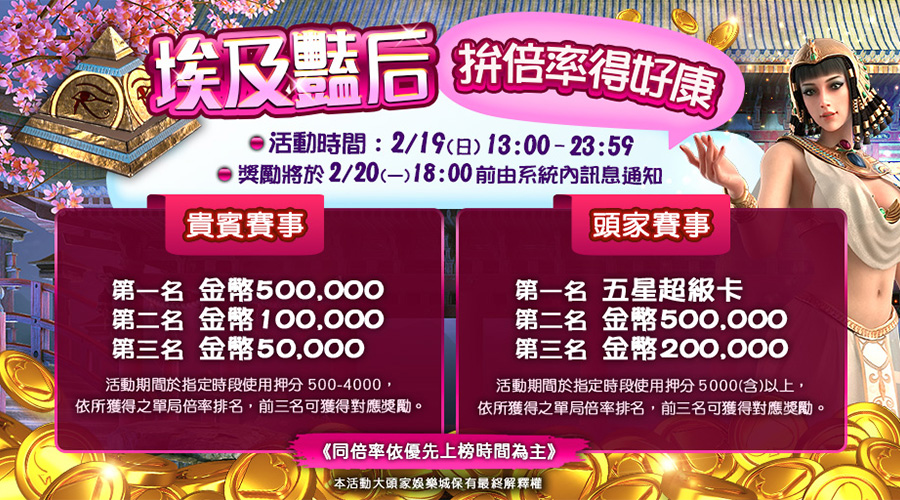 埃及豔后
拚倍率得好康
活動時間：2/19(日) 13:00 - 23:59
獎勵將於 2/20(一) 18:00 前由系統內訊息通知
貴賓賽事
第一名 金幣500,000
第二名 金幣100,000
第三名 金幣50,000
活動期間於指定時段使用押分 500-4000，
依所獲得之單局倍率排名，前三名可獲得對應獎勵。
頭家賽事
第一名 五星超級卡
第二名 金幣500,000
第三名 金幣200,000
活動期間於指定時段使用押分 5000(含)以上，
依所獲得之單局倍率排名，前三名可獲得對應獎勵。
《同倍率依優先上榜時間為主》
本活動大頭家娛樂城保有最終解釋權